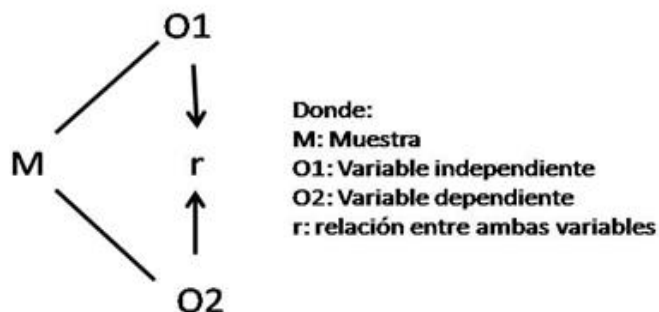 O1
M
r
O2
Donde:
M: Muestra
O1: Variable independiente
O2: Variable dependiente
r: relación entre ambas variables